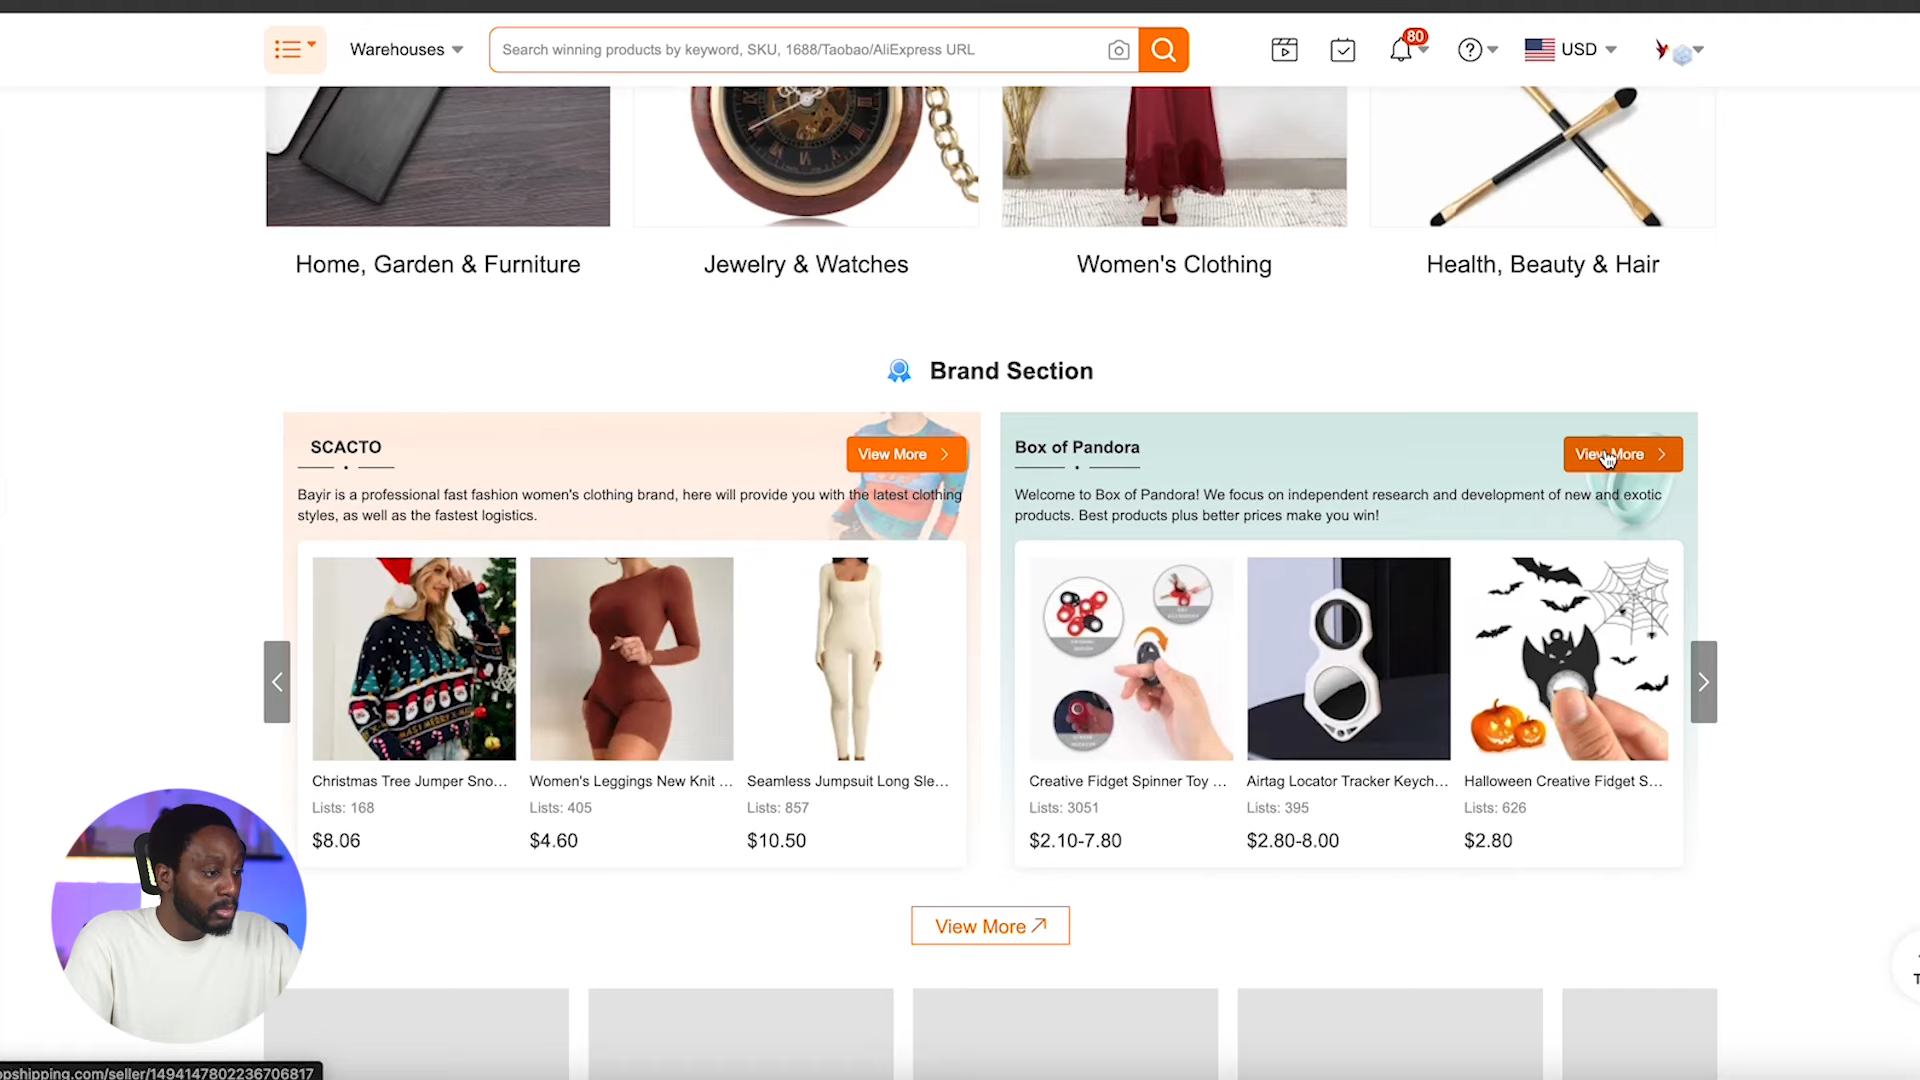 Warehouses
Search winning products by keyword, SKU, 1688/Taobao/AliExpress URL
80
USD
Home, Garden & Furniture
Jewelry & Watches
Women's Clothing
Health, Beauty & Hair
Brand Section
SCACTO
View More
Bayir is a professional fast fashion women's clothing brand, here will provide you with the latest clothing
styles, as well as the fastest logistics.
Box of Pandora
View More
Welcome to Box of Pandora! We focus on independent research and development of new and exotic
products. Best products plus better prices make you win!
Christmas Tree Jumper Sno...
Lists: 168
$8.06
Women's Leggings New Knit ...
Lists: 405
$4.60
Seamless Jumpsuit Long Sle...
Lists: 857
$10.50
Creative Fidget Spinner Toy ...
Lists: 3051
$2.10-7.80
Airtag Locator Tracker Keych...
Lists: 395
$2.80-8.00
Halloween Creative Fidget S...
Lists: 626
$2.80
View More
opshipping.com/seller/1494147802236706817